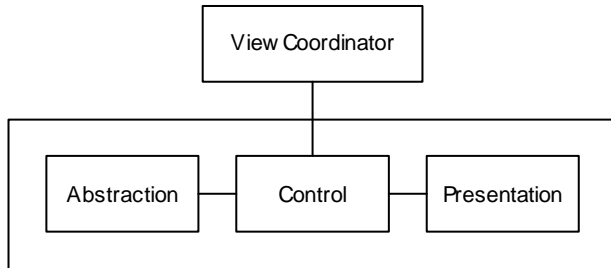 View Coordinator
Abstraction
Control
Presentation